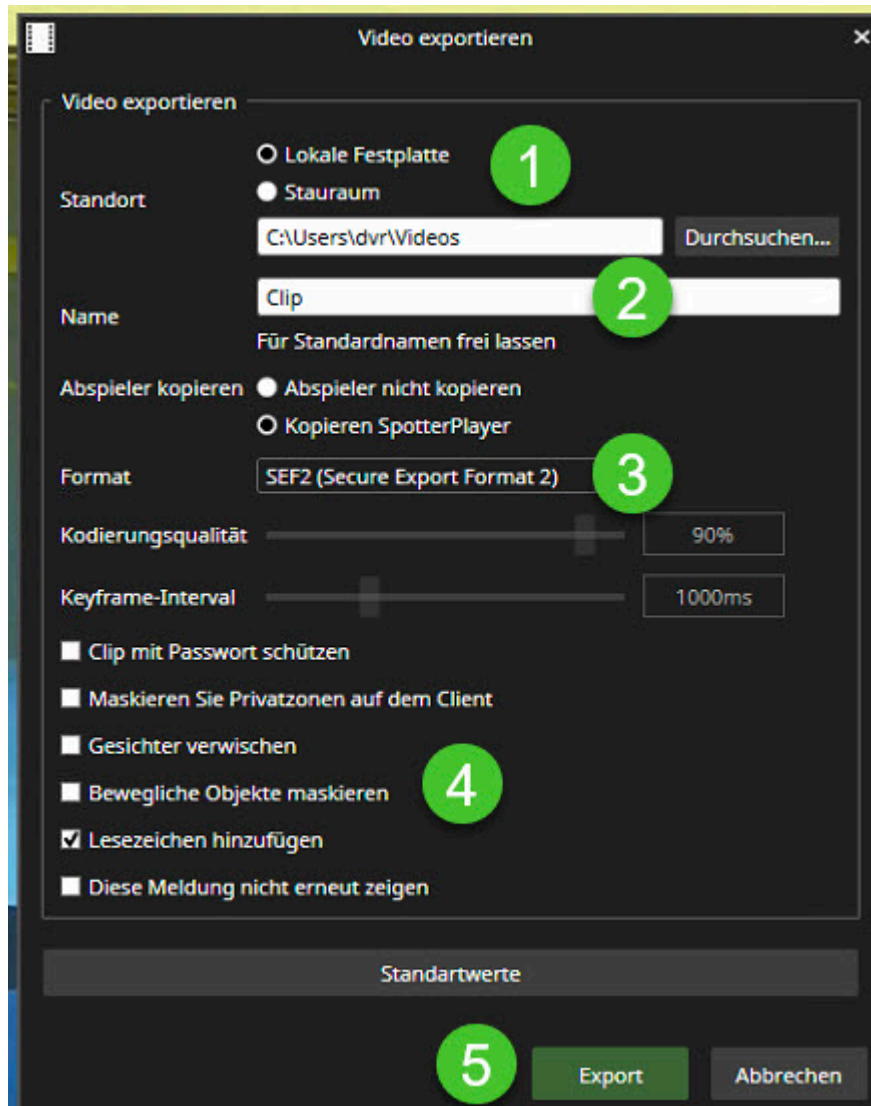 Video exportieren
Video exportieren
Lokale Festplatte
1
Standort
Stauraum
C:\Users\dvr\Videos
Durchsuchen...
Clip
2
Name
Für Standardnamen frei lassen
Abspieler kopieren
Abspieler nicht kopieren
Kopieren SpotterPlayer
Format
SEF2 (Secure Export Format 2)
3
Kodierungsqualität
90%
Keyframe-Interval
1000ms
Clip mit Passwort schützen
Maskieren Sie Privatzonen auf dem Client
Gesichter verwischen
Bewegliche Objekte maskieren
4
Lesezeichen hinzufügen
Diese Meldung nicht erneut zeigen
Standartwerte
5
Export
Abbrechen